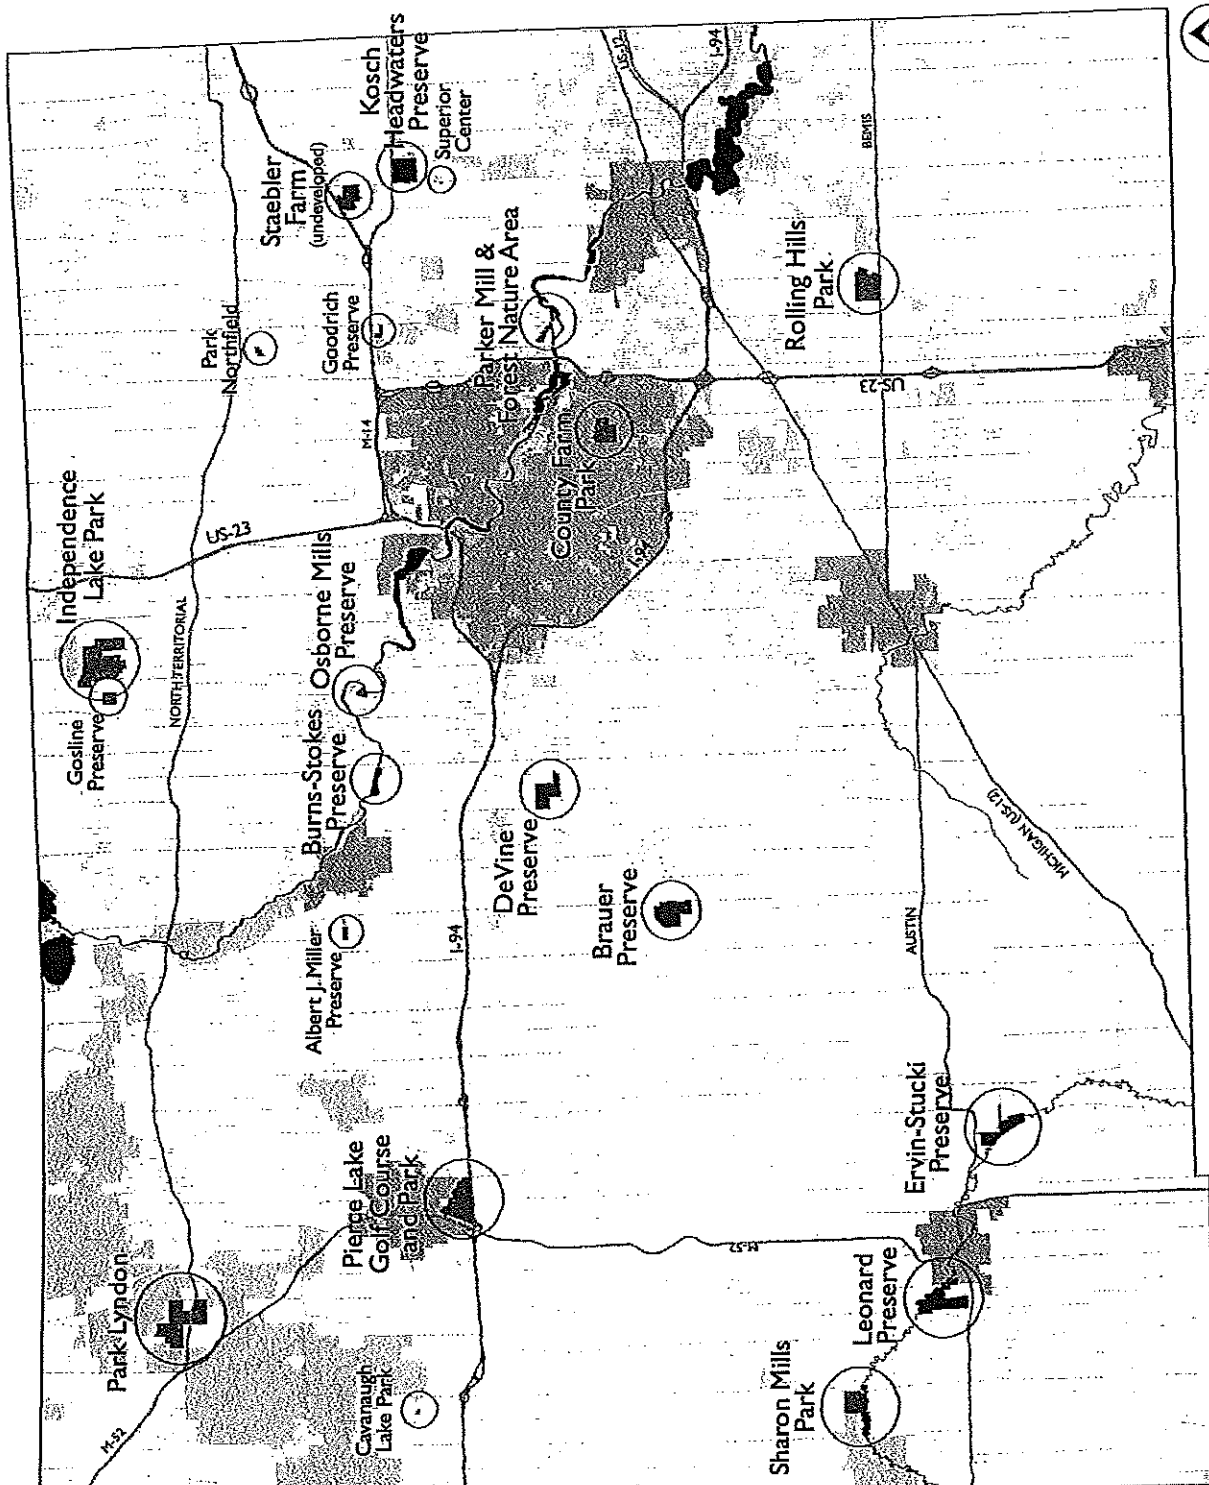 Independence
Lake Park
Gosline
Preserve
US-23
NORTH TERRITORIAL
Park
Northfield
Staebler
Farm
(undeveloped)
Kosch
Headwaters
Preserve
Superior
Center
Goodrich
Preserve
M-14
Park Lyndon
M-52
Cavanaugh
Lake Park
Pierce Lake
Golf Course
and Park
Albert J. Miller
Preserve
Burns-Stokes
Preserve
Osborne Mills
Preserve
I-94
DeVine
Preserve
Brauer
Preserve
Parker Mill &
Forest Nature Area
County Farm
Park
I-94
US-12
I-94
Rolling Hills
Park
BEMIS
US-23
M-52
Sharon Mills
Park
Leonard
Preserve
Ervin-Stucki
Preserve
AUSTIN
MICHIGAN (US-12)